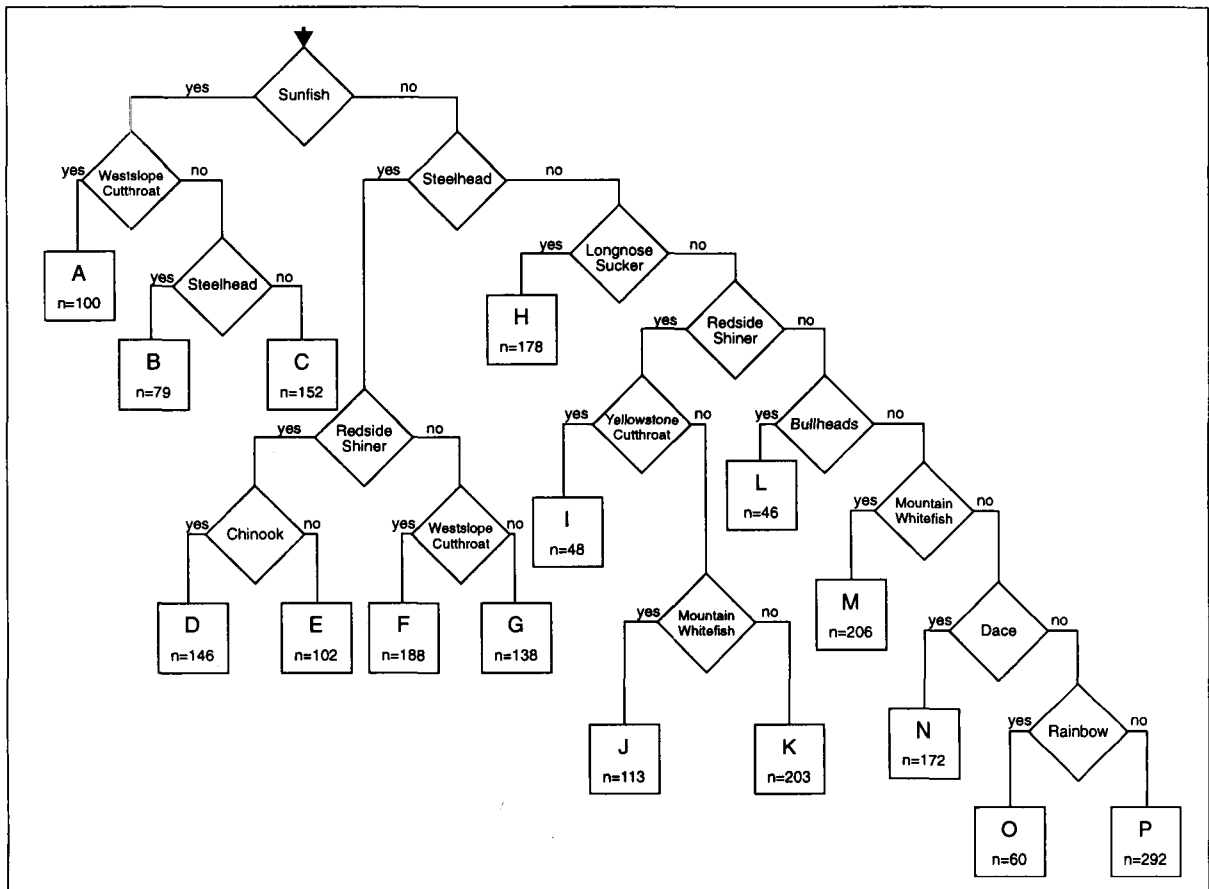 Sunfish
yes
no
Westslope
Cutthroat
yes
no
Steelhead
yes
no
A
n=100
Steelhead
yes
no
B
n=79
C
n=152
Longnose
Sucker
yes
no
H
n=178
Redside
Shiner
yes
no
Redside
Shiner
yes
no
Yellowstone
Cutthroat
yes
no
Bullheads
yes
no
I
n=48
L
n=46
Chinook
yes
no
Westslope
Cutthroat
yes
no
Mountain
Whitefish
yes
no
D
n=146
E
n=102
F
n=188
G
n=138
Mountain
Whitefish
yes
no
M
n=206
Dace
yes
no
J
n=113
K
n=203
N
n=172
Rainbow
yes
no
O
n=60
P
n=292